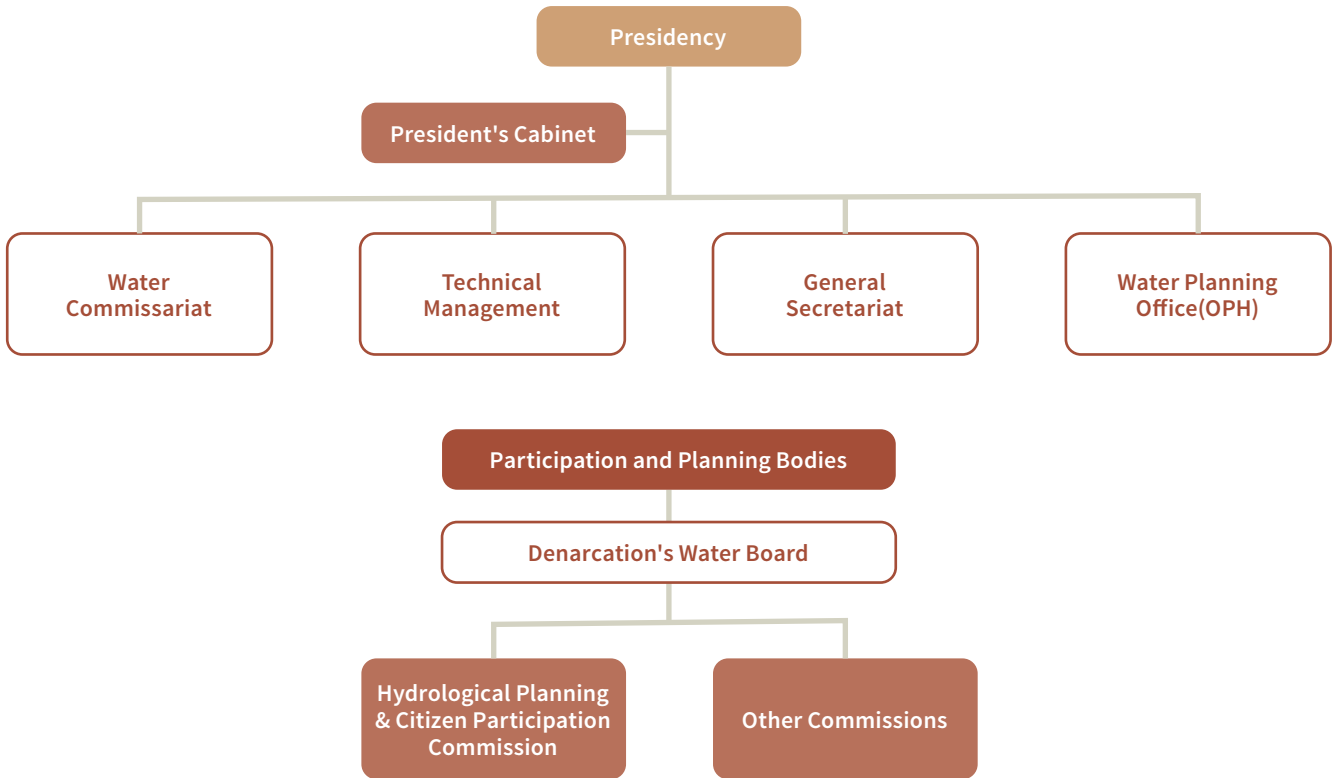 Presidency
President's Cabinet
Water
Commissariat
Technical
Management
General
Secretariat
Water Planning
Office(OPH)
Participation and Planning Bodies
Denarcation's Water Board
Hydrological Planning
& Citizen Participation
Commission
Other Commissions